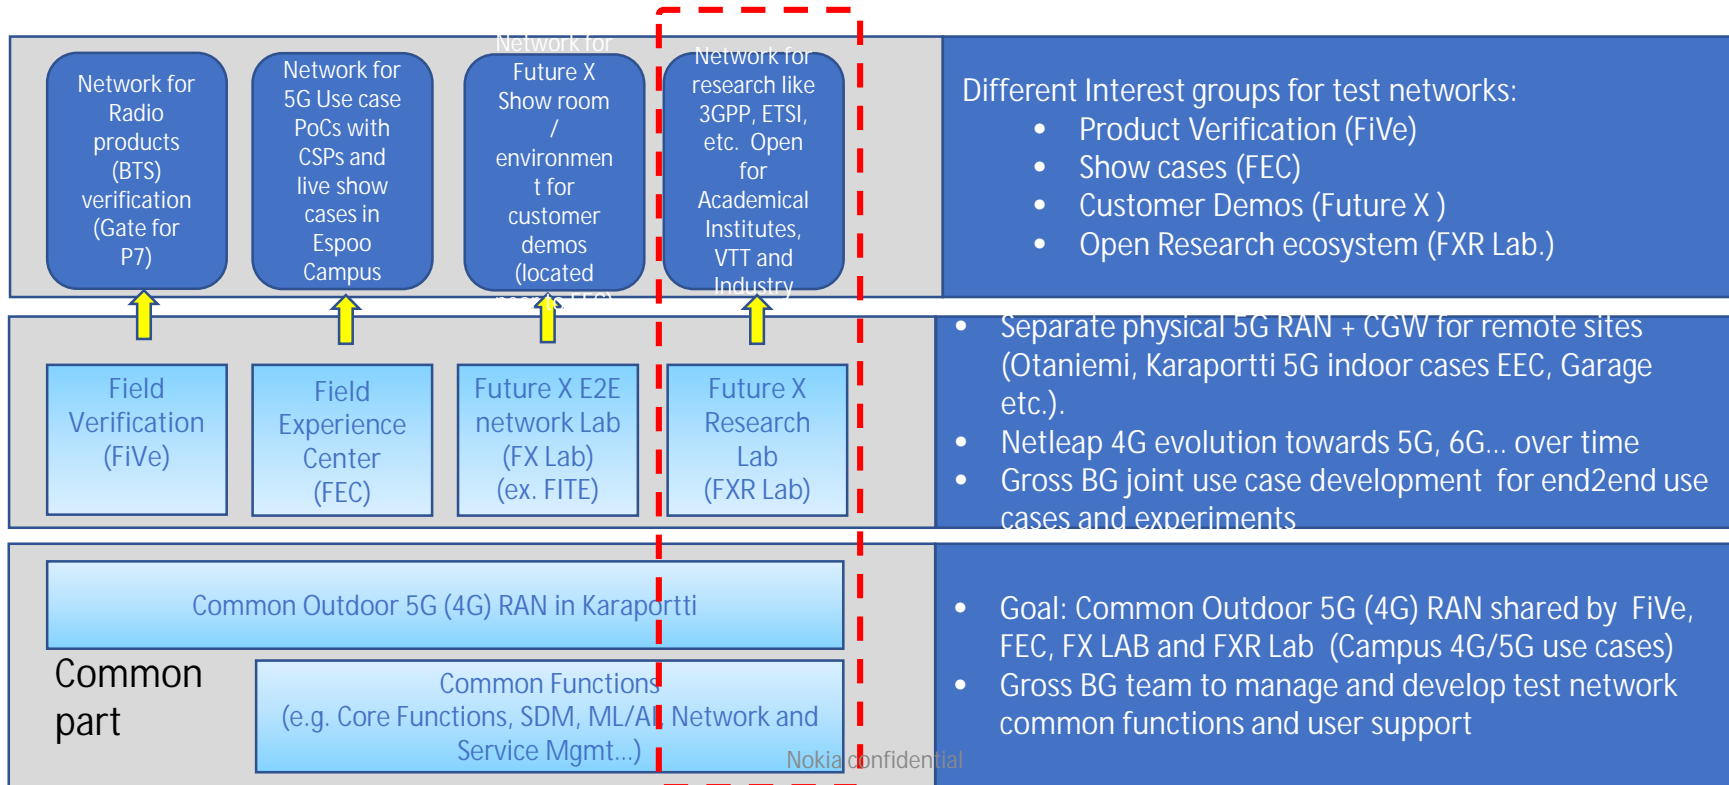 Network for
Radio
products
(BTS)
verification
(Gate for
P7)
Network for
5G Use case
PoCs with
CSPs and
live show
cases in
Espoo
Campus
Network for
Future X
Show room
/
environmen
t for
customer
demos
(located
near to FEC)
Network for
research like
3GPP, ETSI,
etc. Open
for
Academical
Institutes,
VTT and
Industry
Different Interest groups for test networks:
• Product Verification (FiVe)
• Show cases (FEC)
• Customer Demos (Future X )
• Open Research ecosystem (FXR Lab.)
Field
Verification
(FiVe)
Field
Experience
Center
(FEC)
Future X E2E
network Lab
(FX Lab)
(ex. FITE)
Future X
Research
Lab
(FXR Lab)
• Separate physical 5G RAN + CGW for remote sites
(Otaniemi, Karaportti 5G indoor cases EEC, Garage
etc.).
• Netleap 4G evolution towards 5G, 6G... over time
• Gross BG joint use case development for end2end use
cases and experiments
Common Outdoor 5G (4G) RAN in Karaportti
Common
part
Common Functions
(e.g. Core Functions, SDM, ML/AI, Network and
Service Mgmt...)
• Goal: Common Outdoor 5G (4G) RAN shared by FiVe,
FEC, FX LAB and FXR Lab (Campus 4G/5G use cases)
• Gross BG team to manage and develop test network
common functions and user support
Nokia confidential